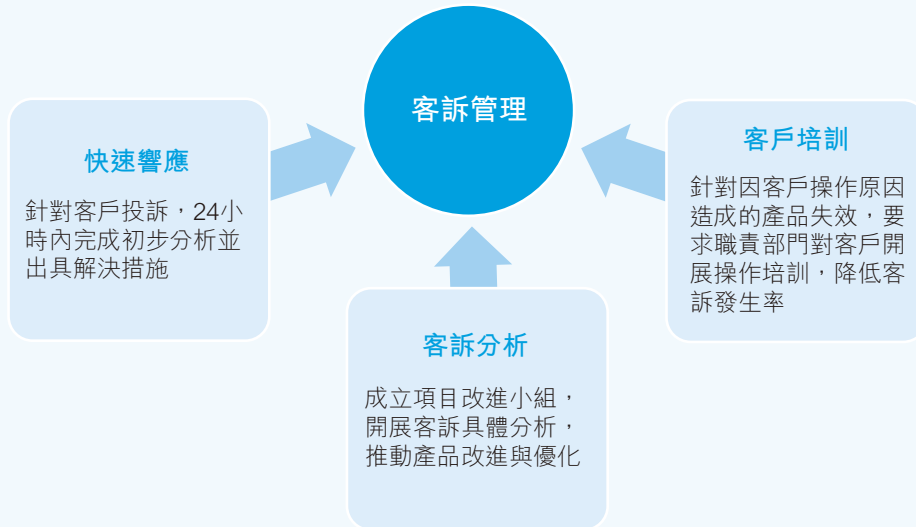 客訴管理
快速響應
針對客戶投訴，24小
時內完成初步分析並
出具解決措施
客訴分析
成立項目改進小組，
開展客訴具體分析，
推動產品改進與優化
客戶培訓
針對因客戶操作原因
造成的產品失效，要
求職責部門對客戶開
展操作培訓，降低客
訴發生率